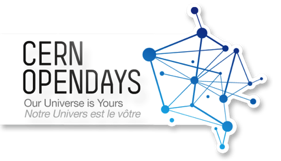 CERN
OPENDAYS
Our Universe is Yours
Notre Univers est le vôtre